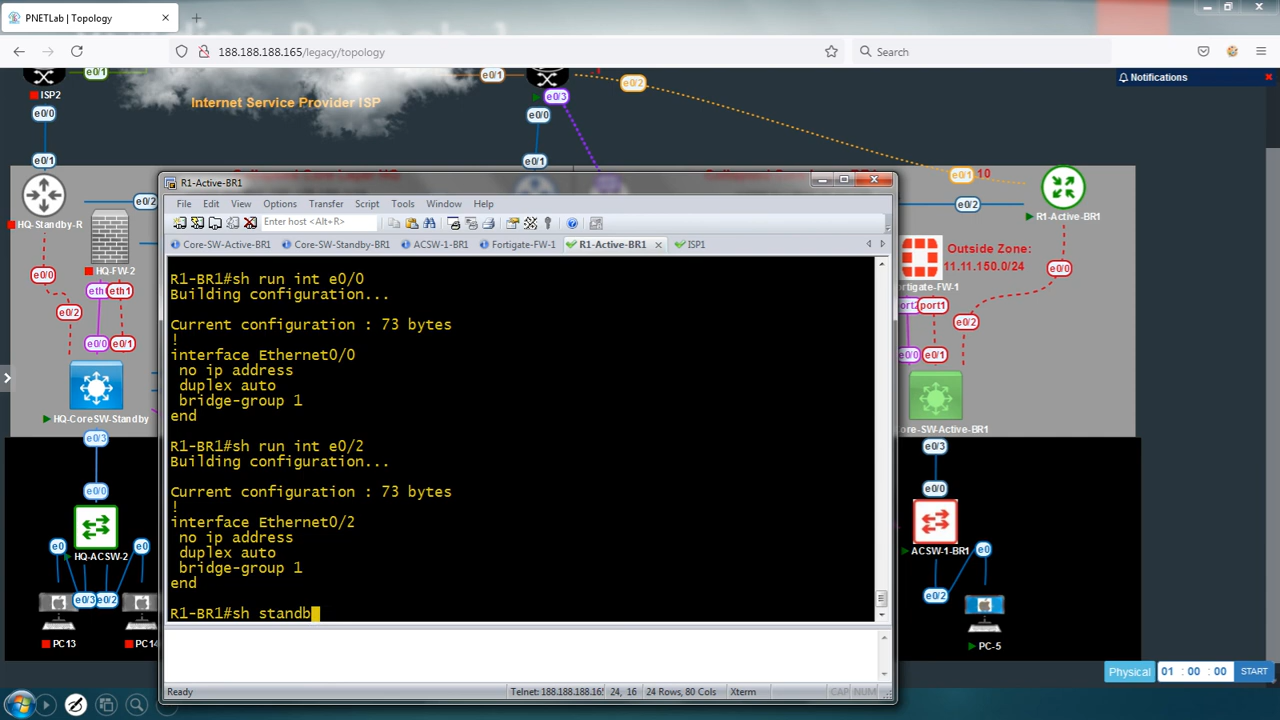 PNETLab | Topology
188.188.188.165/legacy/topology
Search
Notifications
e0/1
ISP2
e0/0
e0/1
Internet Service Provider ISP
e0/1
e0/2
e0/3
e0/0
e0/1
HQ-Standby-R
e0/2
HQ-FW-2
e0/0
e0/2
eth1
e0/0
e0/1
HQ-CoreSW-Standby
e0/3
e0/0
HQ-ACSW-2
e0
e0
e0/3
e0/2
PC13
PC14
R1-Active-BR1
File Edit View Options Transfer Script Tools Window Help
Enter host <Alt+R>
Core-SW-Active-BR1 Core-SW-Standby-BR1 ACSW-1-BR1 Fortigate-FW-1 R1-Active-BR1 ISP1
R1-BR1#sh run int e0/0
Building configuration...
Current configuration : 73 bytes
!
interface Ethernet0/0
no ip address
duplex auto
bridge-group 1
end
R1-BR1#sh run int e0/2
Building configuration...
Current configuration : 73 bytes
!
interface Ethernet0/2
no ip address
duplex auto
bridge-group 1
end
R1-BR1#sh standb
Ready
Telnet: 188.188.188.165
24, 16
24 Rows, 80 Cols
Xterm
CAP NUM
e0/1
10
e0/2
R1-Active-BR1
Outside Zone:
11.11.150.0/24
e0/0
port1
e0/2
e0/0
e0/1
e0/3
e0/0
ACSW-1-BR1
e0
e0/2
PC-5
Physical 01 : 00 : 00 START